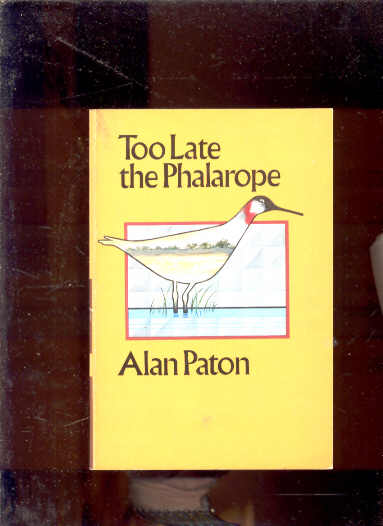 Too Late
the Phalarope
Alan Paton